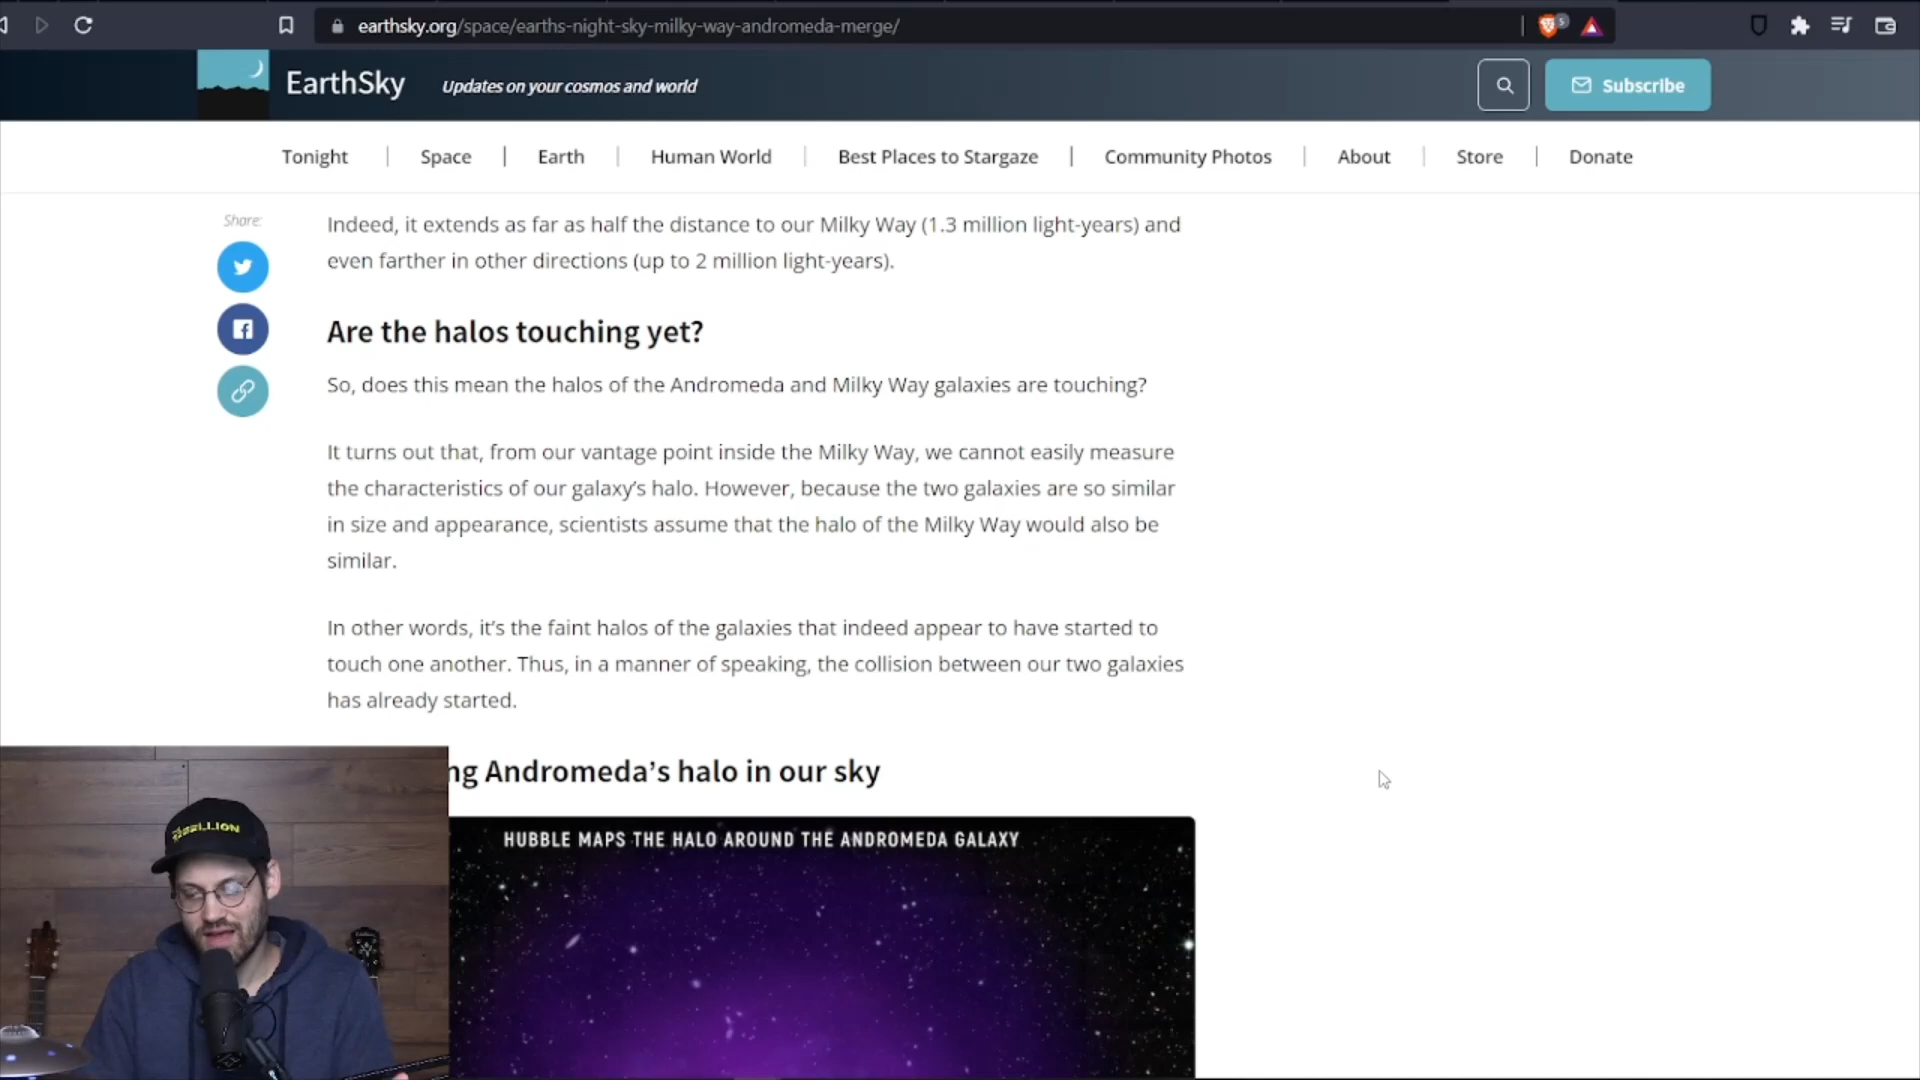 earthsky.org/space/earths-night-sky-milky-way-andromeda-merge/
5
EarthSky
Updates on your cosmos and world
Subscribe
Tonight | Space | Earth | Human World | Best Places to Stargaze | Community Photos | About | Store | Donate
Share:
Indeed, it extends as far as half the distance to our Milky Way (1.3 million light-years) and
even farther in other directions (up to 2 million light-years).
Are the halos touching yet?
So, does this mean the halos of the Andromeda and Milky Way galaxies are touching?
It turns out that, from our vantage point inside the Milky Way, we cannot easily measure
the characteristics of our galaxy’s halo. However, because the two galaxies are so similar
in size and appearance, scientists assume that the halo of the Milky Way would also be
similar.
In other words, it’s the faint halos of the galaxies that indeed appear to have started to
touch one another. Thus, in a manner of speaking, the collision between our two galaxies
has already started.
ng Andromeda’s halo in our sky
HUBBLE MAPS THE HALO AROUND THE ANDROMEDA GALAXY
REBELLION